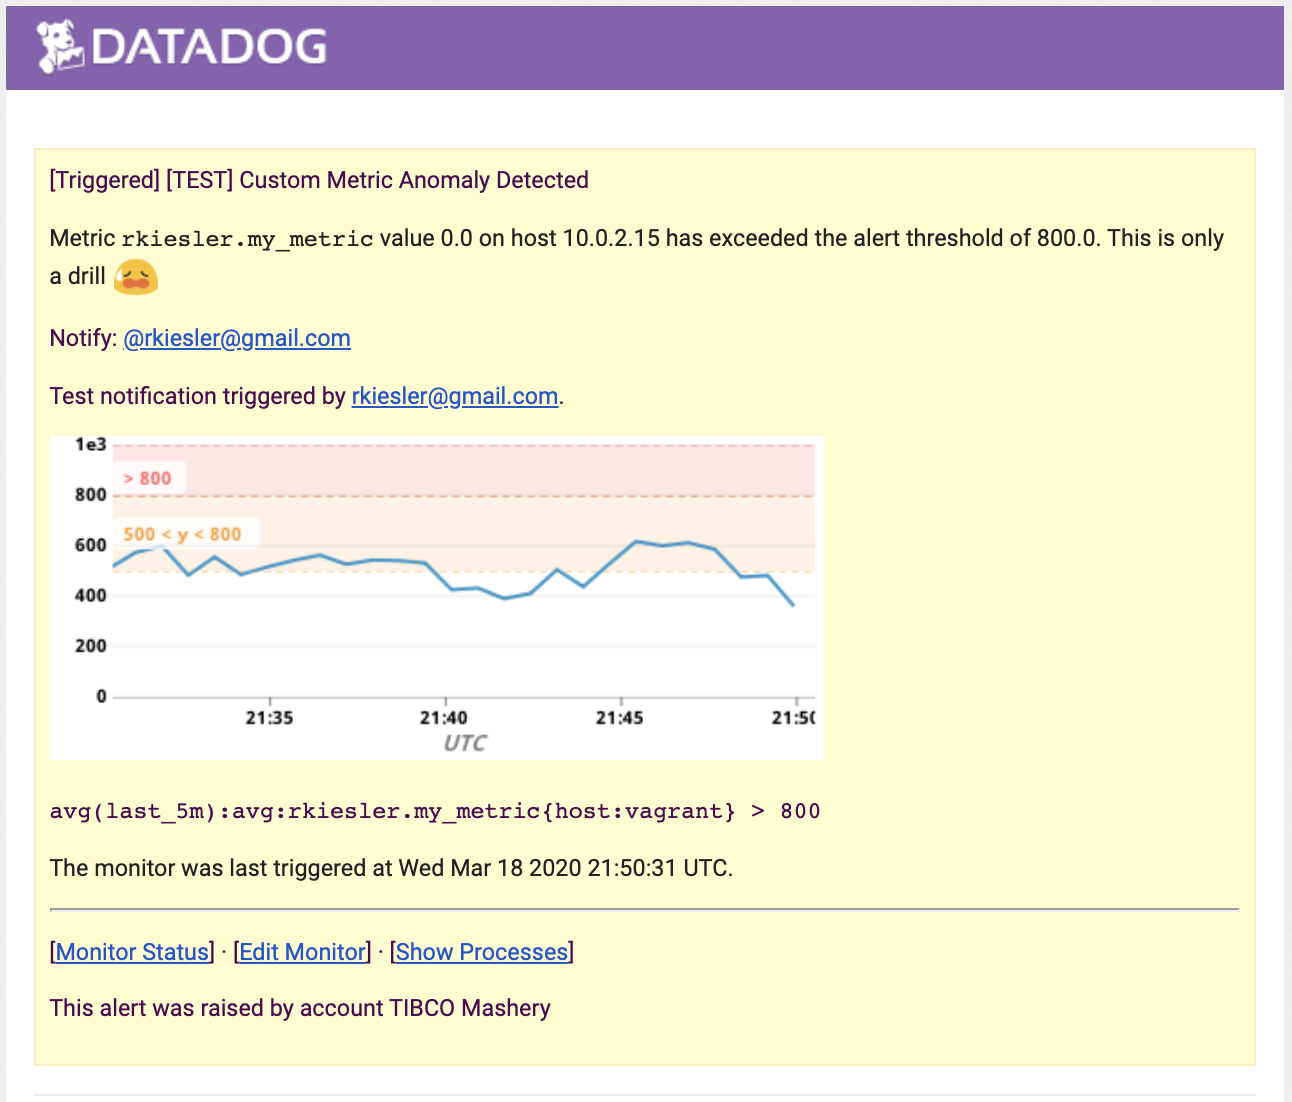 DATADOG
[Triggered] [TEST] Custom Metric Anomaly Detected
Metric rkiesler.my_metric value 0.0 on host 10.0.2.15 has exceeded the alert threshold of 800.0. This is only
a drill
Notify: @rkiesler@gmail.com
Test notification triggered by rkiesler@gmail.com.
1e3
> 800
800
500 < y < 800
600
400
200
0
21:35 21:40 21:45 21:50
UTC
avg(last_5m):avg:rkiesler.my_metric{host:vagrant} > 800
The monitor was last triggered at Wed Mar 18 2020 21:50:31 UTC.
[Monitor Status] · [Edit Monitor] · [Show Processes]
This alert was raised by account TIBCO Mashery